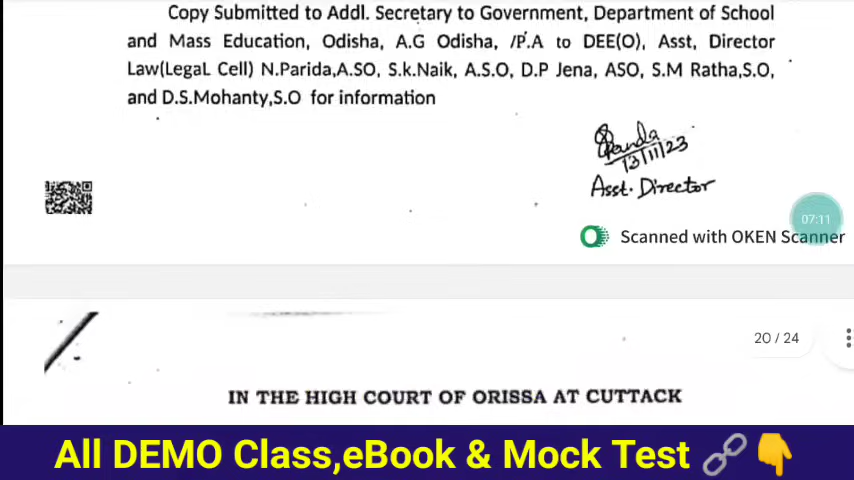 Copy Submitted to Addl. Secretary to Government, Department of School
and Mass Education, Odisha, A.G Odisha, /P.A to DEE(O), Asst, Director
Law(LegaL Cell) N.Parida,A.SO, S.k.Naik, A.S.O, D.P Jena, ASO, S.M Ratha,S.O,
and D.S.Mohanty,S.O for information
13/11/23
Asst. Director
07:11
Scanned with OKEN Scanner
20 / 24
IN THE HIGH COURT OF ORISSA AT CUTTACK
All DEMO Class,eBook & Mock Test 🔗👇